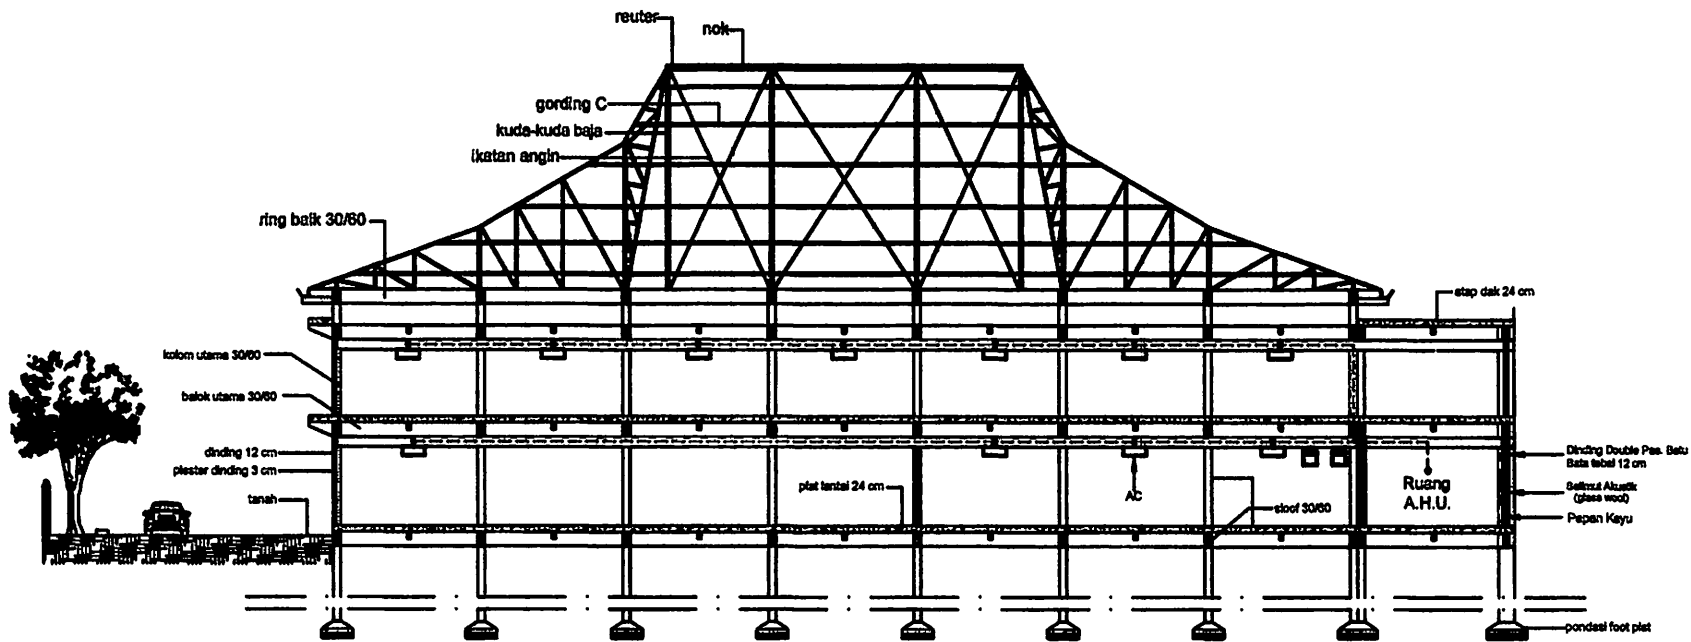 reuter
nok
gording C
kuda-kuda baja
ikatan angin
ring balk 30/60
atap dak 24 cm
kolom utama 30/60
balok utama 30/60
dinding 12 cm
plester dinding 3 cm
tanah
plat lantai 24 cm
AC
sloof 30/60
Ruang
A.H.U.
Dinding Double Pas. Batu
Bata tebal 12 cm
Selimut Akustik
(glass wool)
Papan Kayu
pondasi foot plat